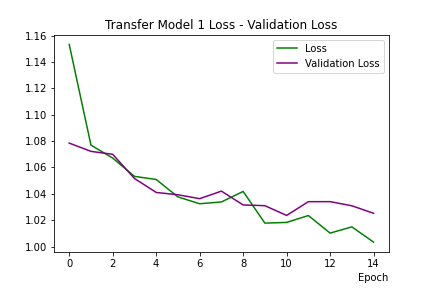 Transfer Model 1 Loss - Validation Loss
1.16
1.14
1.12
1.10
1.08
1.06
1.04
1.02
1.00
Loss
Validation Loss
0 2 4 6 8 10 12 14
Epoch